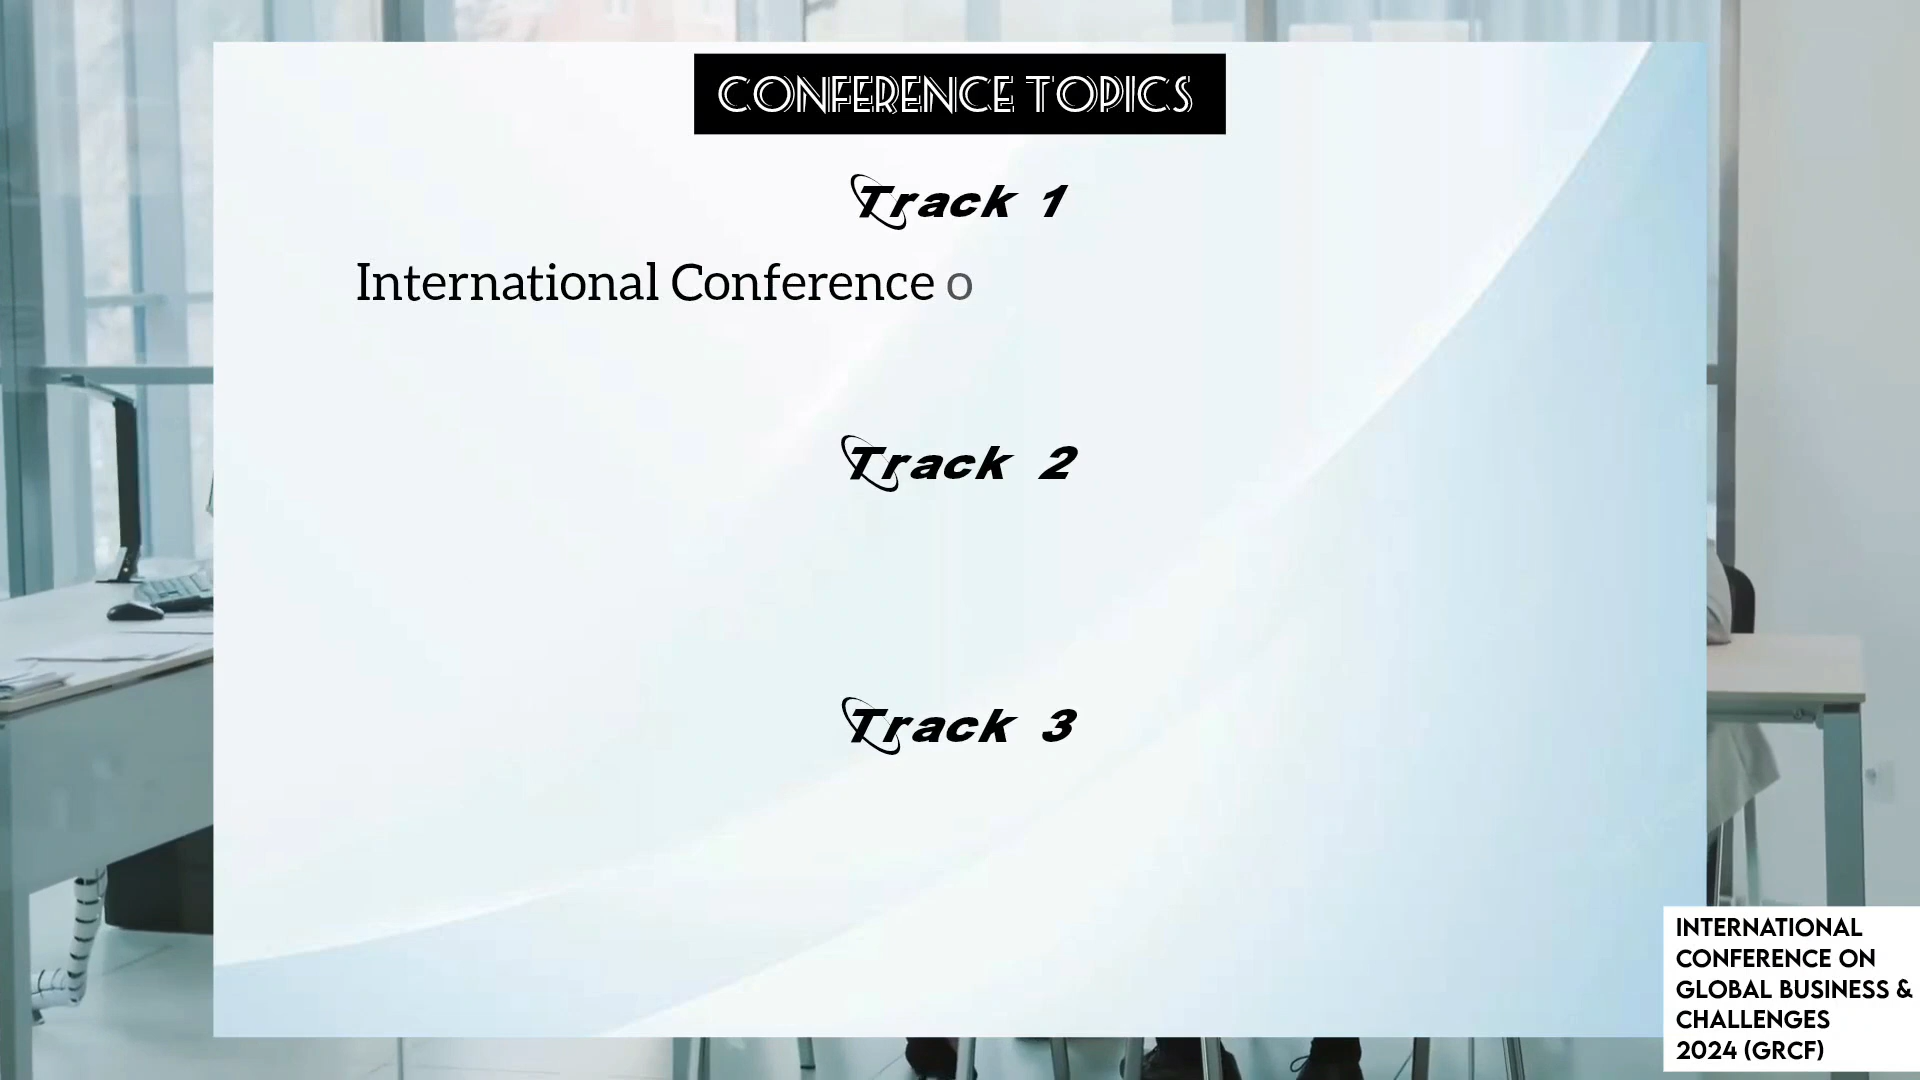 CONFERENCE TOPICS
Track 1
International Conference o
Track 2
Track 3
INTERNATIONAL
CONFERENCE ON
GLOBAL BUSINESS &
CHALLENGES
2024 (GRCF)